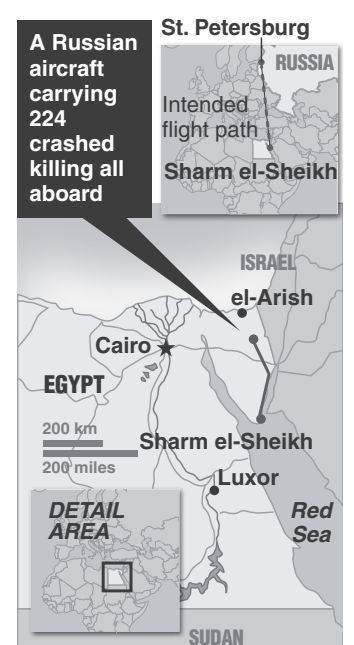 St. Petersburg
A Russian
aircraft
carrying
224
crashed
killing all
aboard
RUSSIA
Intended
flight path
Sharm el-Sheikh
ISRAEL
el-Arish
Cairo
EGYPT
200 km
200 miles
Sharm el-Sheikh
Luxor
DETAIL
AREA
Red
Sea
SUDAN